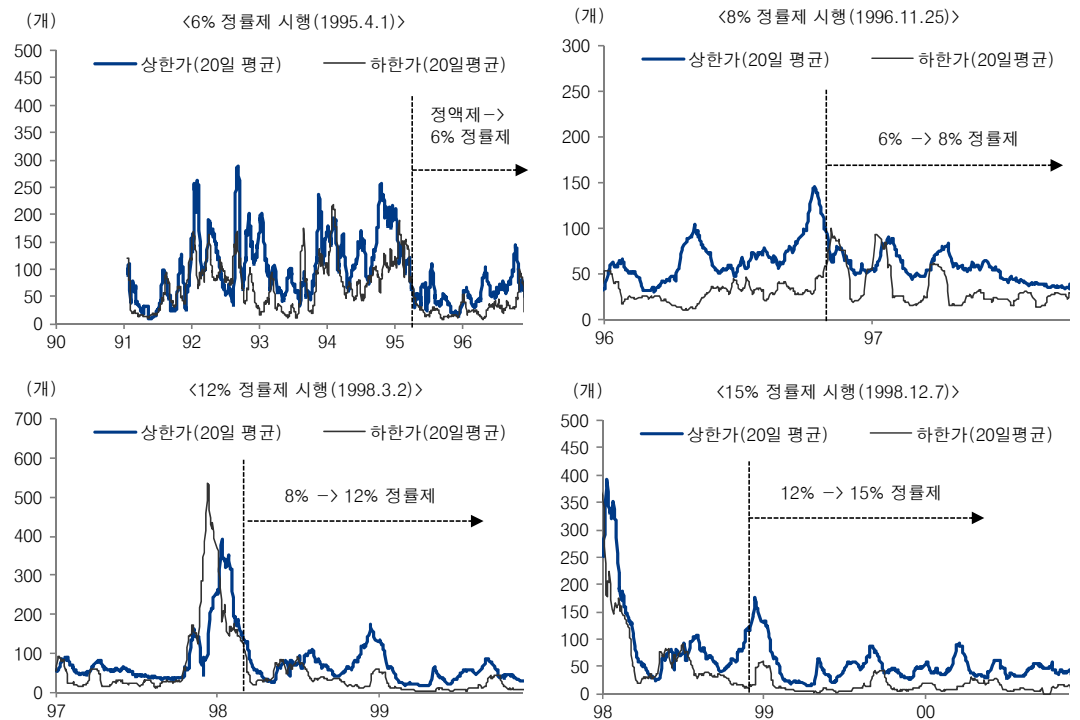 (개)
<6% 정률제 시행(1995.4.1)>
500
450
400
350
300
250
200
150
100
50
0
상한가(20일 평균)
하한가(20일평균)
정액제->
6% 정률제
90
91
92
93
94
95
96
(개)
<8% 정률제 시행(1996.11.25)>
300
250
200
150
100
50
0
상한가(20일 평균)
하한가(20일평균)
6% -> 8% 정률제
96
97
(개)
<12% 정률제 시행(1998.3.2)>
700
600
500
400
300
200
100
0
상한가(20일 평균)
하한가(20일평균)
8% -> 12% 정률제
97
98
99
(개)
<15% 정률제 시행(1998.12.7)>
500
450
400
350
300
250
200
150
100
50
0
상한가(20일 평균)
하한가(20일평균)
12% -> 15% 정률제
98
99
00